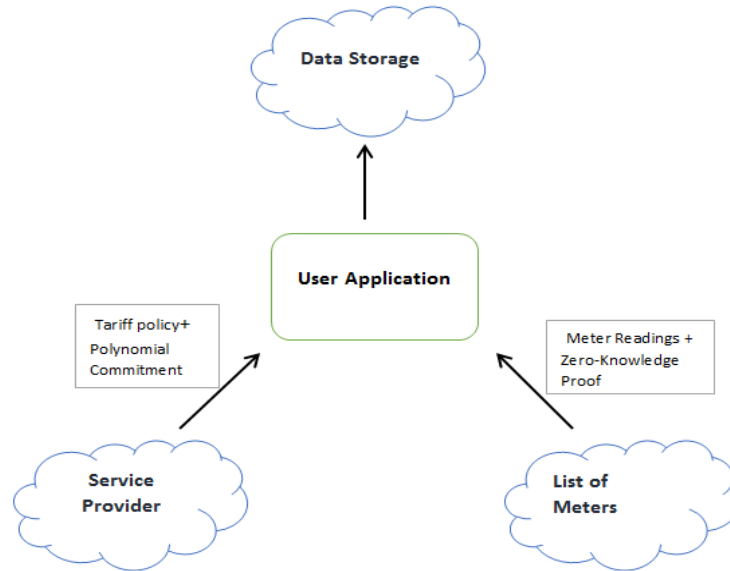 Data Storage
User Application
Tariff policy+
Polynomial
Commitment
Meter Readings +
Zero-Knowledge
Proof
Service
Provider
List of
Meters